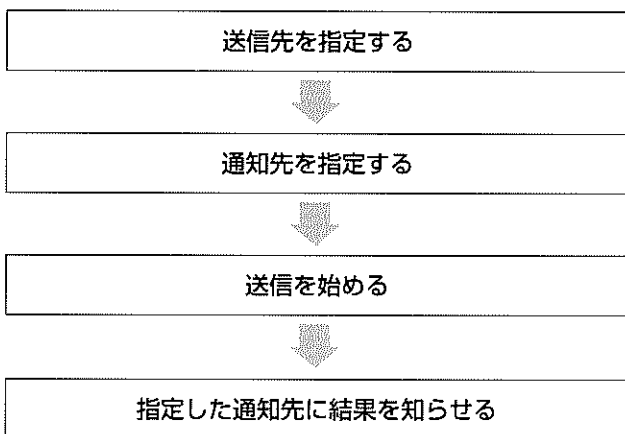 送信先を指定する
通知先を指定する
送信を始める
指定した通知先に結果を知らせる